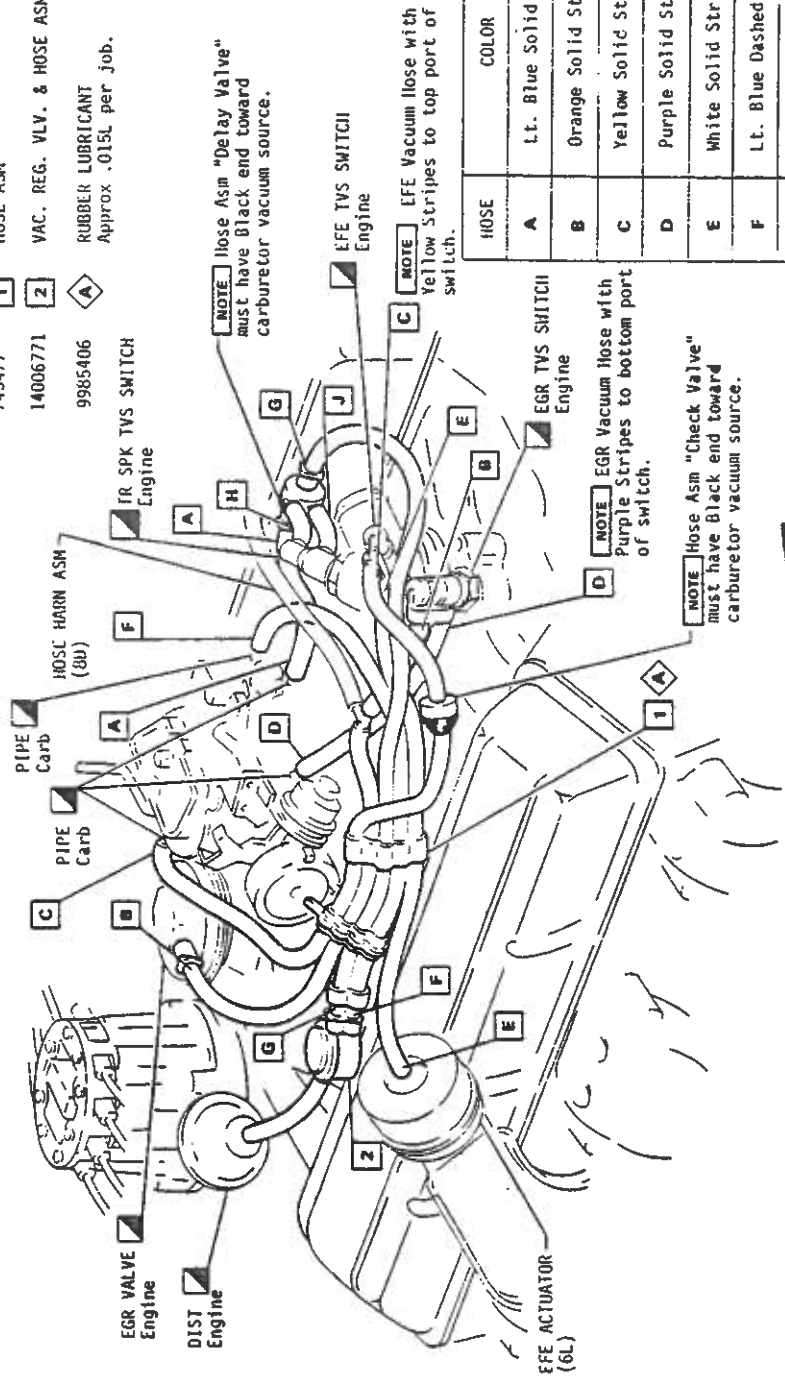 HOSE ASM
14006771 2 VAC. REG. VLV. & HOSE ASM
9985406 A RUBBER LUBRICANT
Approx .015L per job.
TR SPK TVS SWITCH
Engine
HOSE HARN ASM
(8U)
PIPE
Carb
PIPE
Carb
NOTE Hose Asm "Delay Valve"
must have Black end toward
carburetor vacuum source.
EFE TVS SWITCH
Engine
NOTE EFE Vacuum Hose with
Yellow Stripes to top port of
switch.
EGR TVS SWITCH
Engine
NOTE EGR Vacuum Hose with
Purple Stripes to bottom port
of switch.
NOTE Hose Asm "Check Valve"
must have Black end toward
carburetor vacuum source.
EGR VALVE
Engine
DIST
Engine
EFE ACTUATOR
(6L)
C
B
A
F
D
A
H
G
J
C
E
B
D
A
1
G
F
E
2
HOSE COLOR
A Lt. Blue Solid
B Orange Solid St
C Yellow Solid St
D Purple Solid St
E White Solid Str
F Lt. Blue Dashed